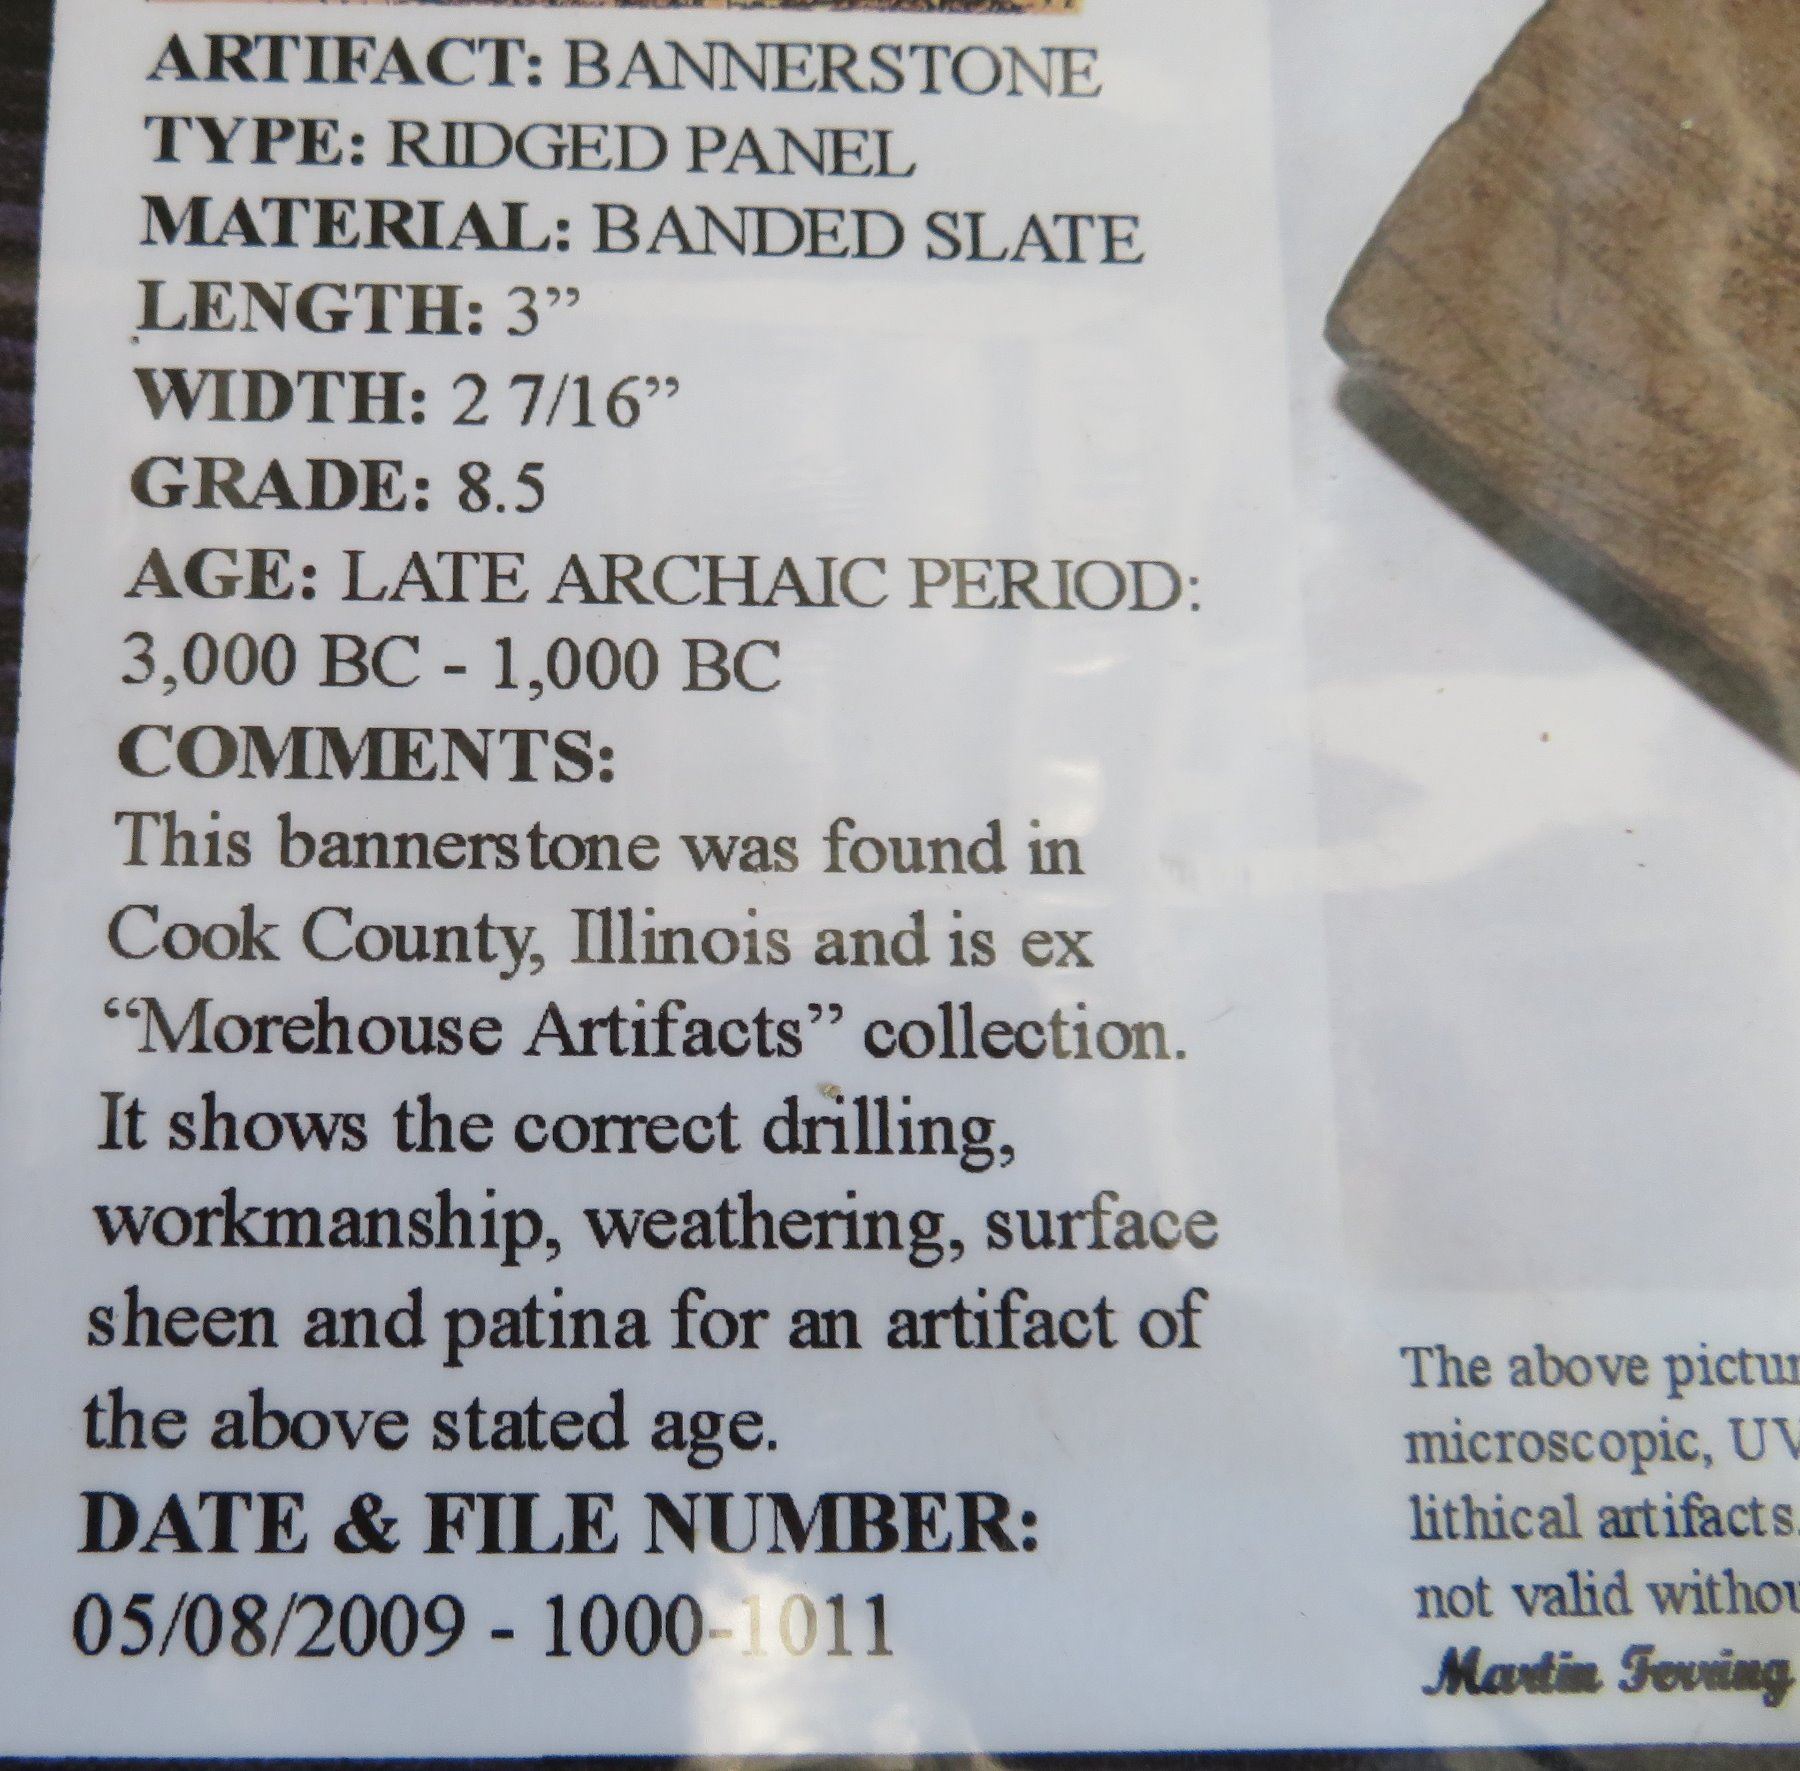 ARTIFACT: BANNERSTONE
TYPE: RIDGED PANEL
MATERIAL: BANDED SLATE
LENGTH: 3”
WIDTH: 2 7/16”
GRADE: 8.5
AGE: LATE ARCHAIC PERIOD:
3,000 BC - 1,000 BC
COMMENTS:
This bannerstone was found in
Cook County, Illinois and is ex
“Morehouse Artifacts” collection.
It shows the correct drilling,
workmanship, weathering, surface
sheen and patina for an artifact of
the above stated age.
DATE & FILE NUMBER:
05/08/2009 - 1000-1011
The above
microscopic, UV
lithical artifacts.
not valid
Martin